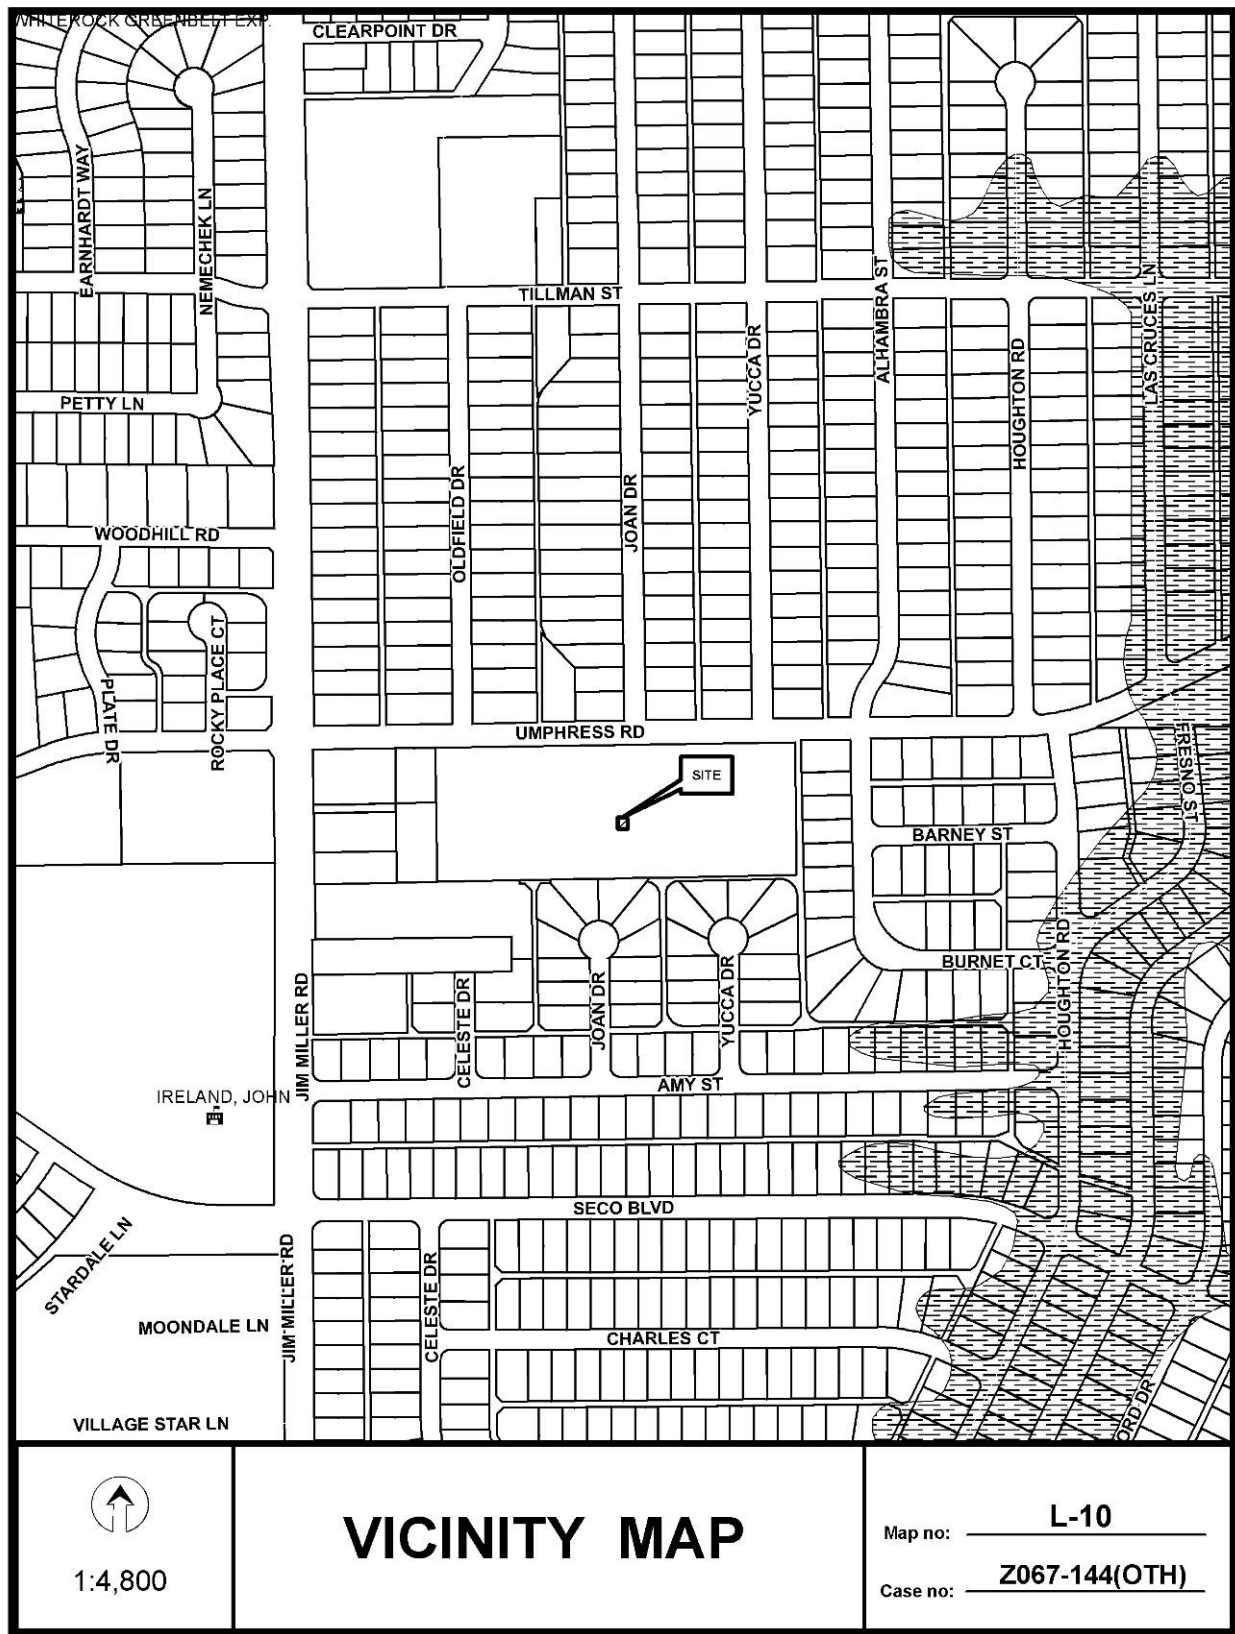 WHITEROCK GREENBELT EXP.
CLEARPOINT DR
EARNHARDT WAY
NEMECHEK LN
TILLMAN ST
ALHAMBRA ST
LAS CRUCES LN
YUCCA DR
HOUGHTON RD
PETTY LN
OLDFIELD DR
JOAN DR
WOODHILL RD
ROCKY PLACE CT
PLATE DR
UMPHRESS RD
FRESNO ST
SITE
BARNEY ST
BURNET CT
HOUGHTON RD
JIM MILLER RD
CELESTE DR
JOAN DR
YUCCA DR
AMY ST
IRELAND, JOHN
SECO BLVD
STARDALE LN
JIM MILLER RD
CELESTE DR
MOONDALE LN
CHARLES CT
ORD DR
VILLAGE STAR LN
1:4,800
VICINITY MAP
Map no: L-10
Case no: Z067-144(OTH)